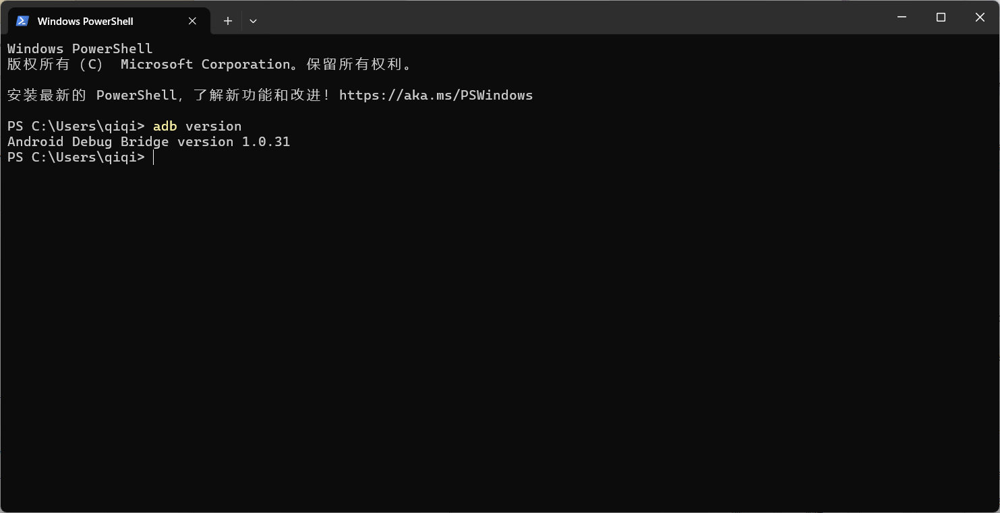 Windows PowerShell
Windows PowerShell
版权所有（C） Microsoft Corporation。保留所有权利。
安装最新的 PowerShell，了解新功能和改进！https://aka.ms/PSWindows
PS C:\Users\qiqi> adb version
Android Debug Bridge version 1.0.31
PS C:\Users\qiqi>